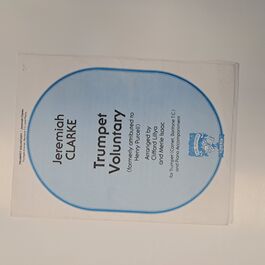 Jeremiah
CLARKE
Trumpet
Voluntary
(formerly attributed to
Henry Purcell)
Arranged by
Clifford Lillya
and Merle Isaac
for Trumpet (Cornet, Baritone T.C.)
and Piano Accompaniment